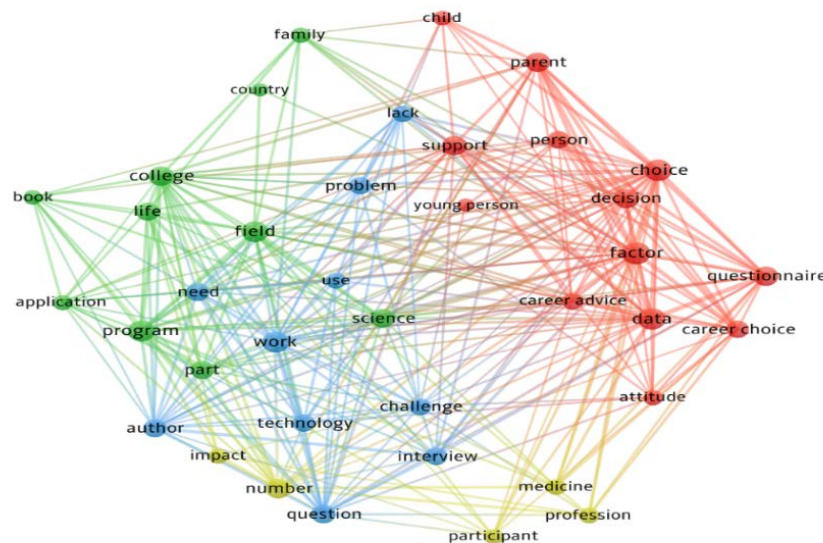 child
family
parent
country
lack
support
person
choice
college
problem
decision
book
life
young person
field
factor
questionnaire
need
use
application
career advice
program
science
data
career choice
work
part
attitude
challenge
author
technology
impact
interview
number
medicine
question
profession
participant